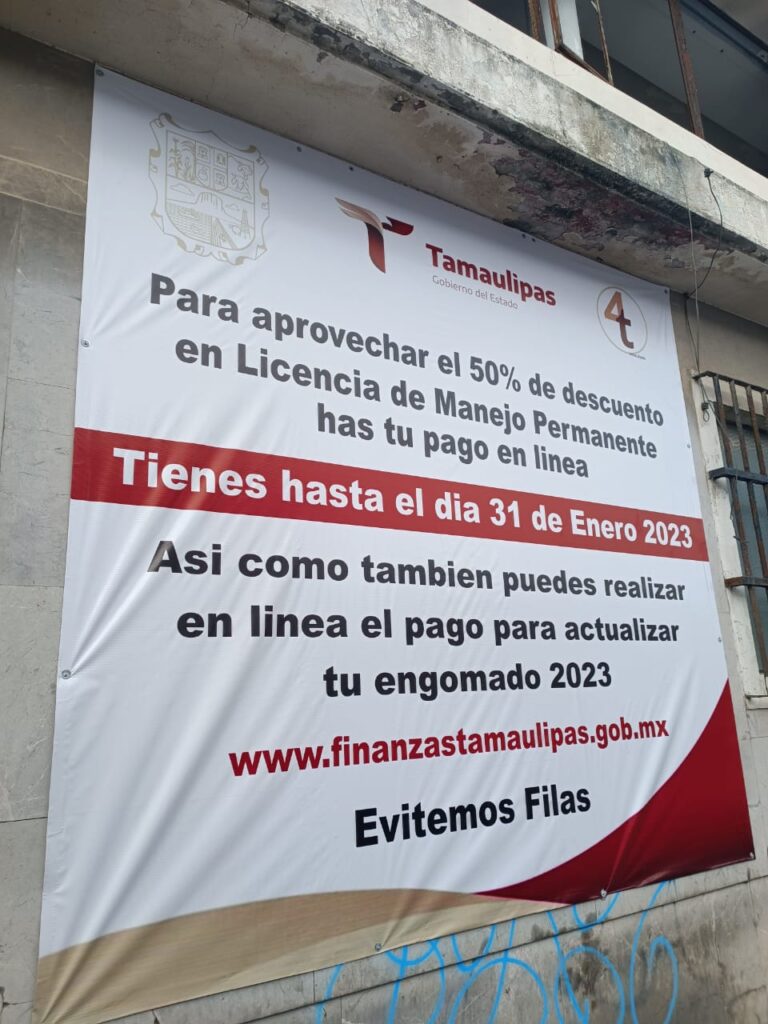 Tamaulipas
Gobierno del Estado
4t
Para aprovechar el 50% de descuento
en Licencia de Manejo Permanente
has tu pago en linea
Tienes hasta el dia 31 de Enero 2023
Asi como tambien puedes realizar
en linea el pago para actualizar
tu engomado 2023
www.finanzastamaulipas.gob.mx
Evitemos Filas